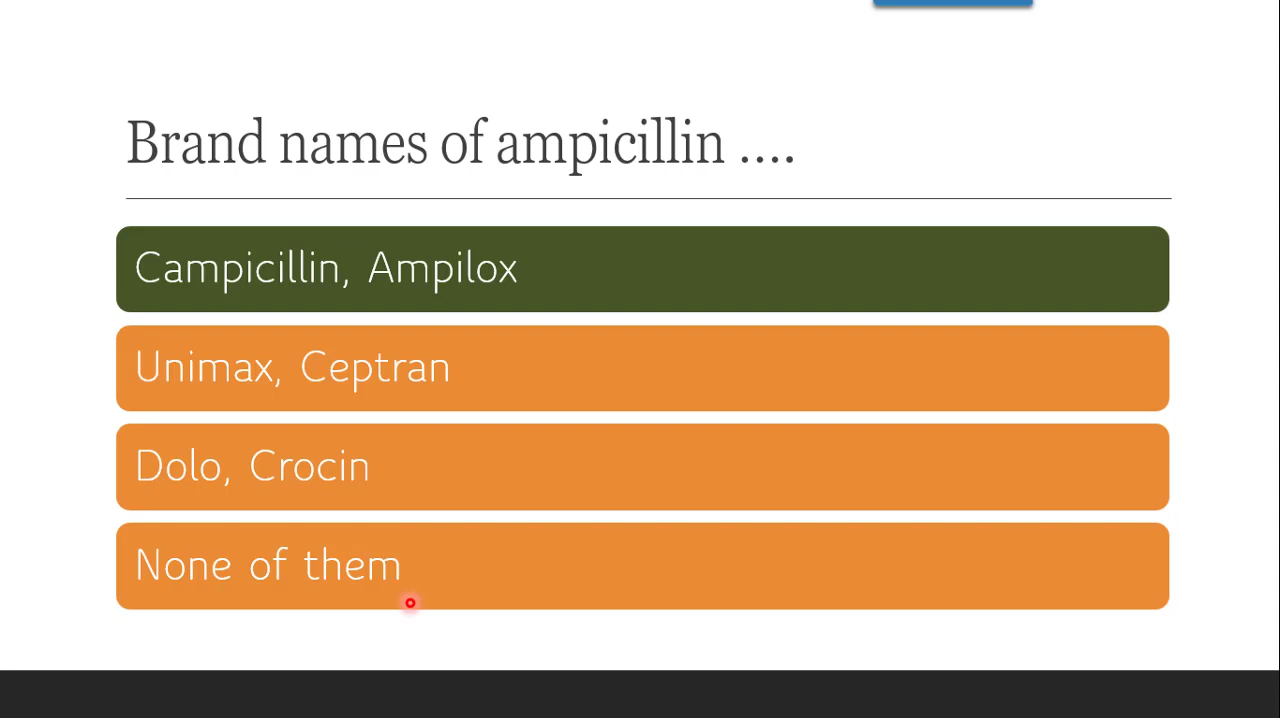 Brand names of ampicillin ....
Campicillin, Ampilox
Unimax, Ceptran
Dolo, Crocin
None of them